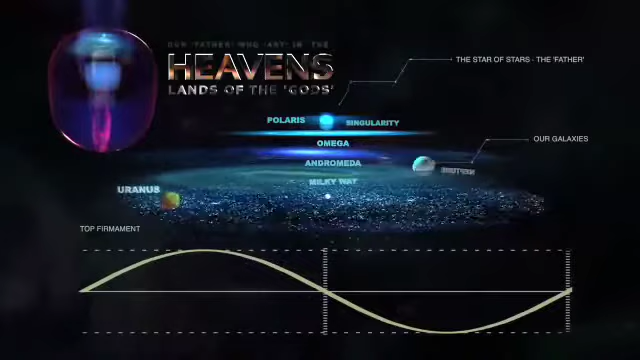 OUR 'FATHER' WHO 'ART' IN THE
HEAVENS
LANDS OF THE 'GODS'
THE STAR OF STARS - THE 'FATHER'
POLARIS
SINGULARITY
OUR GALAXIES
OMEGA
ANDROMEDA
MILKY WAY
URANUS
TOP FIRMAMENT